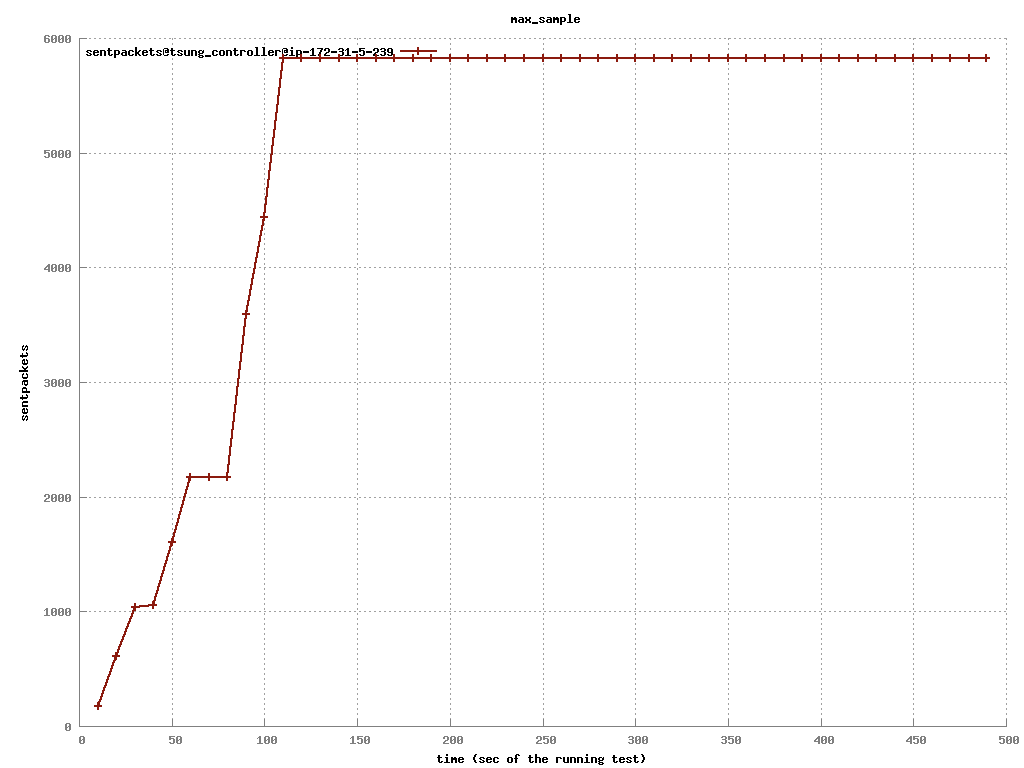 max_sample
6000
sentpackets@tsung_controller@ip-172-31-5-239
5000
4000
3000
sentpackets
2000
1000
0
0 50 100 150 200 250 300 350 400 450 500
time (sec of the running test)